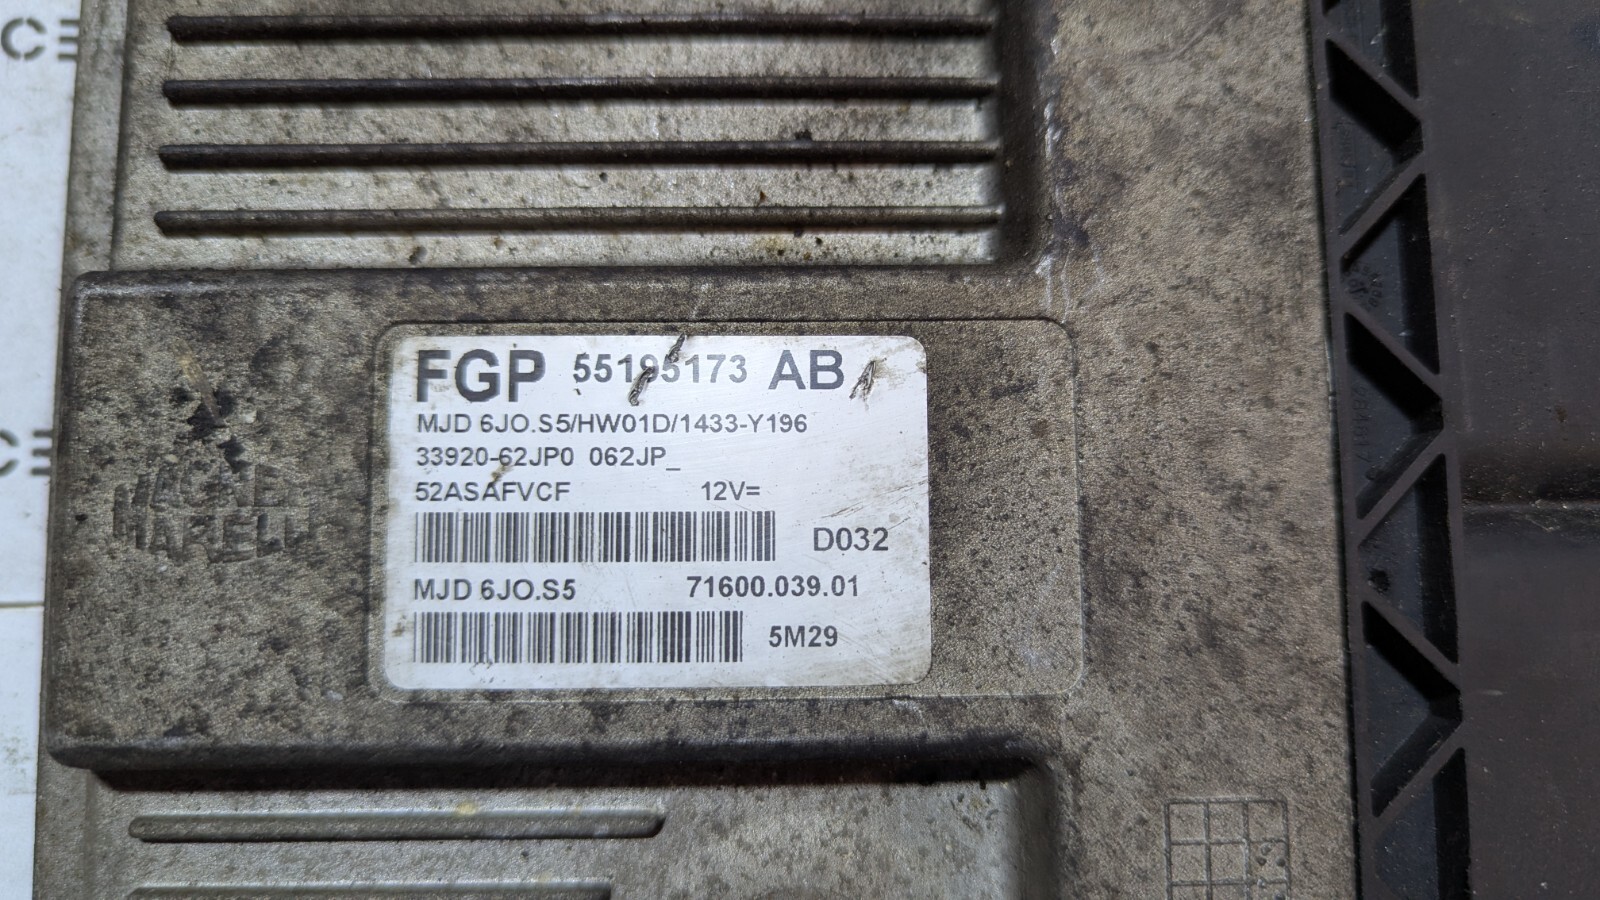 FGP 55195173 AB
MJD 6JO.S5/HW01D/1433-Y196
33920-62JP0 062JP_
52ASAFVCF 12V=
D032
MJD 6JO.S5 71600.039.01
5M29
MARELLI